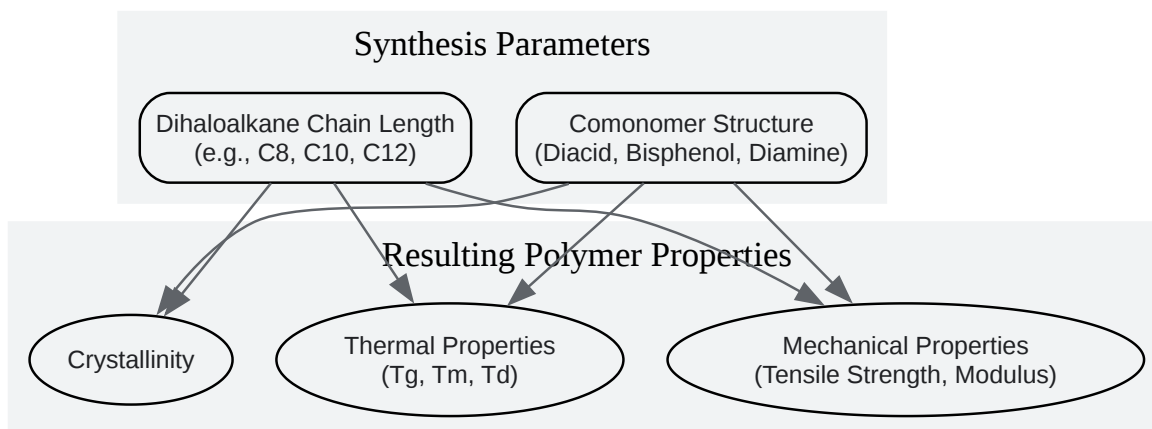 Synthesis Parameters
Dihaloalkane Chain Length
(e.g., C8, C10, C12)
Comonomer Structure
(Diacid, Bisphenol, Diamine)
Resulting Polymer Properties
Crystallinity
Thermal Properties
(Tg, Tm, Td)
Mechanical Properties
(Tensile Strength, Modulus)